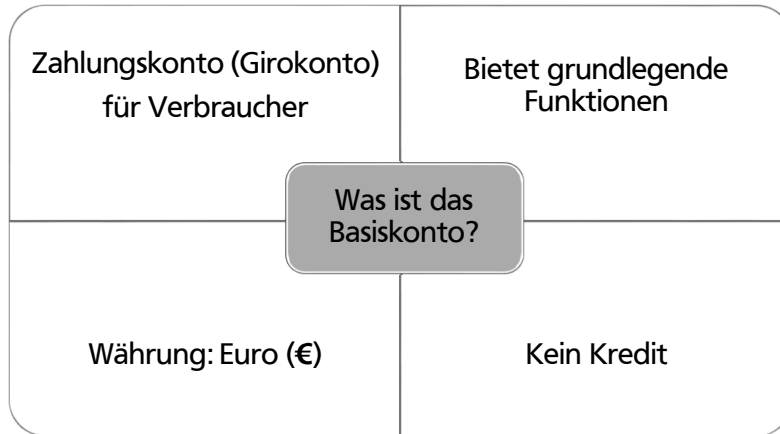 Zahlungskonto (Girokonto)
für Verbraucher
Bietet grundlegende
Funktionen
Was ist das
Basiskonto?
Währung: Euro (€)
Kein Kredit